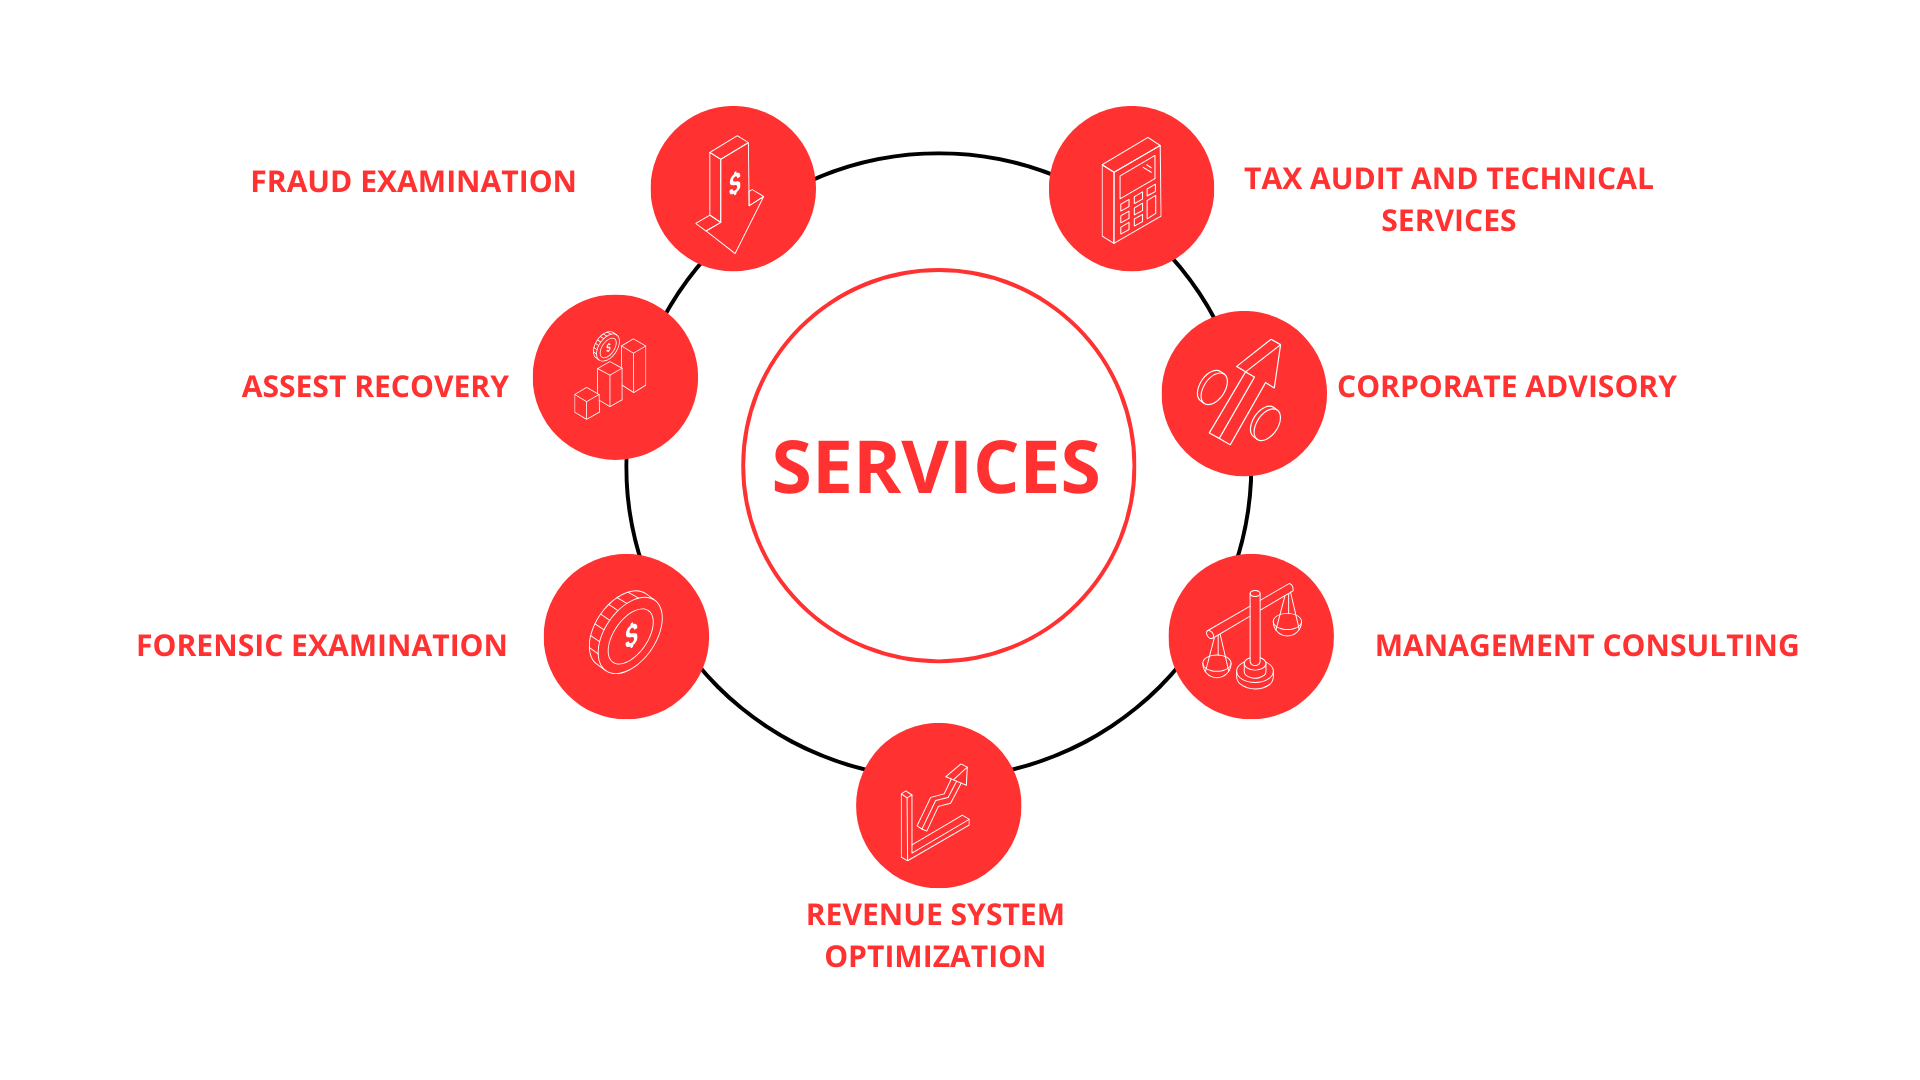 FRAUD EXAMINATION
TAX AUDIT AND TECHNICAL
SERVICES
ASSEST RECOVERY
CORPORATE ADVISORY
SERVICES
FORENSIC EXAMINATION
MANAGEMENT CONSULTING
REVENUE SYSTEM
OPTIMIZATION
$
$
$